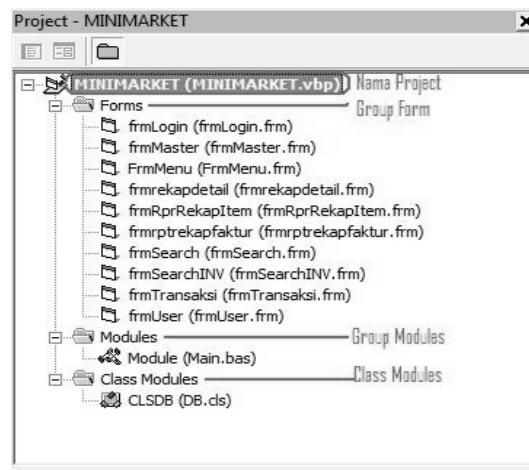 Project - MINIMARKET
MINIMARKET (MINIMARKET.vbp) Nama Project
Forms Group Form
frmLogin (frmLogin.frm)
frmMaster (frmMaster.frm)
FrmMenu (FrmMenu.frm)
frmrekapdetail (frmrekapdetail.frm)
frmRprRekapItem (frmRprRekapItem.frm)
frmrptrekapfaktur (frmrptrekapfaktur.frm)
frmSearch (frmSearch.frm)
frmSearchINV (frmSearchINV.frm)
frmTransaksi (frmTransaksi.frm)
frmUser (frmUser.frm)
Modules Group Modules
Module (Main.bas)
Class Modules Class Modules
CLSDB (DB.cls)